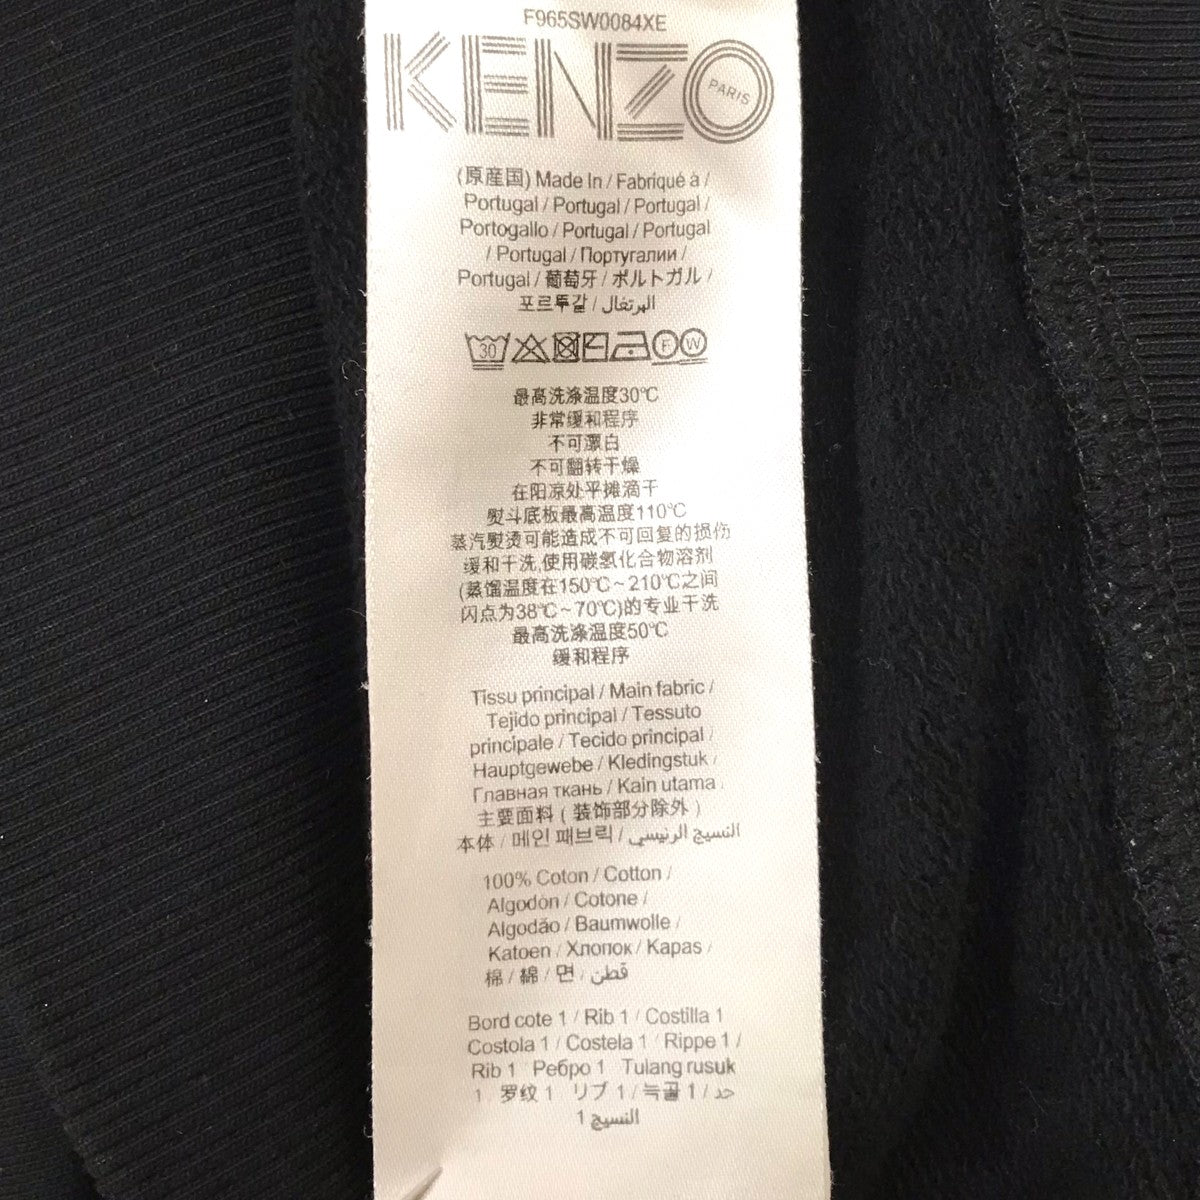 F965SW0084XE
KENZO
PARIS
(原産国) Made In / Fabriqué à /
Portugal / Portugal / Portugal /
Portogallo / Portugal / Portugal
/ Portugal / Португалии /
Portugal / 葡萄牙 / ポルトガル /
포르투갈 / البرتغال
30 F W
最高洗涤温度30℃
非常缓和程序
不可漂白
不可翻转干燥
在阳凉处平摊滴干
熨斗底板最高温度110℃
蒸汽熨烫可能造成不可回复的损伤
缓和干洗,使用碳氢化合物溶剂
(蒸馏温度在150℃~210℃之间
闪点为38℃~70℃)的专业干洗
最高洗涤温度50℃
缓和程序
Tissu principal / Main fabric /
Tejido principal / Tessuto
principale / Tecido principal /
Hauptgewebe / Kledingstuk /
Главная ткань / Kain utama /
主要面料 ( 装饰部分除外 )
本体 / 메인 패브릭 / النسيج الرئيسي
100% Coton / Cotton /
Algodòn / Cotone /
Algodão / Baumwolle /
Katoen / Хлопок / Kapas /
棉 / 綿 / 면 / قطن
Bord cote 1 / Rib 1 / Costilla 1
Costola 1 / Costela 1 / Rippe 1 /
Rib 1 Ребро 1 Tulang rusuk
1 罗纹 1 リブ 1 / 늑골 1 / حد
النسيج 1